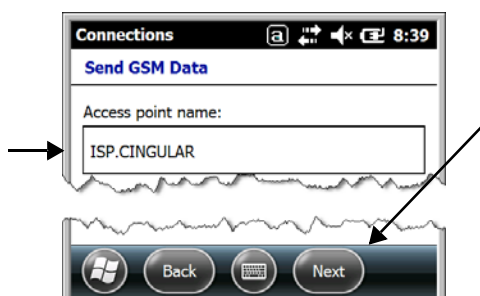 Connections a 8:39
Send GSM Data
Access point name:
ISP.CINGULAR
Back Next